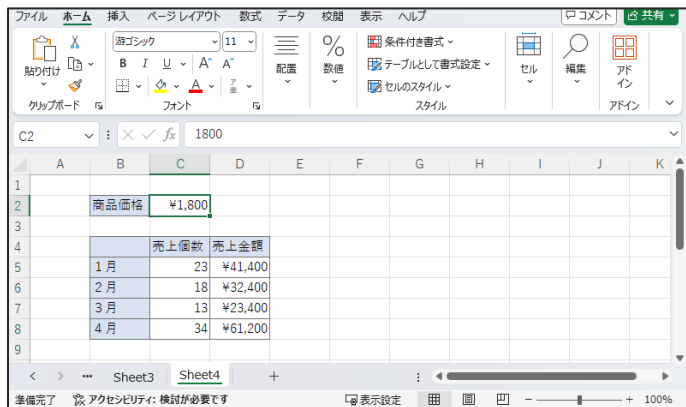 ファイル ホーム 挿入 ページ レイアウト 数式 データ 校閲 表示 ヘルプ コメント 共有
貼り付け 游ゴシック 11 配置 数値 条件付き書式 テーブルとして書式設定 セルのスタイル セル 編集 アドイン
B I U A A
A
クリップボード フォント スタイル アドイン
C2 fx 1800
A B C D E F G H I J K
1
2 商品価格 ¥1,800
3
4 売上個数 売上金額
5 1月 23 ¥41,400
6 2月 18 ¥32,400
7 3月 13 ¥23,400
8 4月 34 ¥61,200
9
Sheet3 Sheet4 +
準備完了 アクセシビリティ: 検討が必要です 表示設定 - + 100%